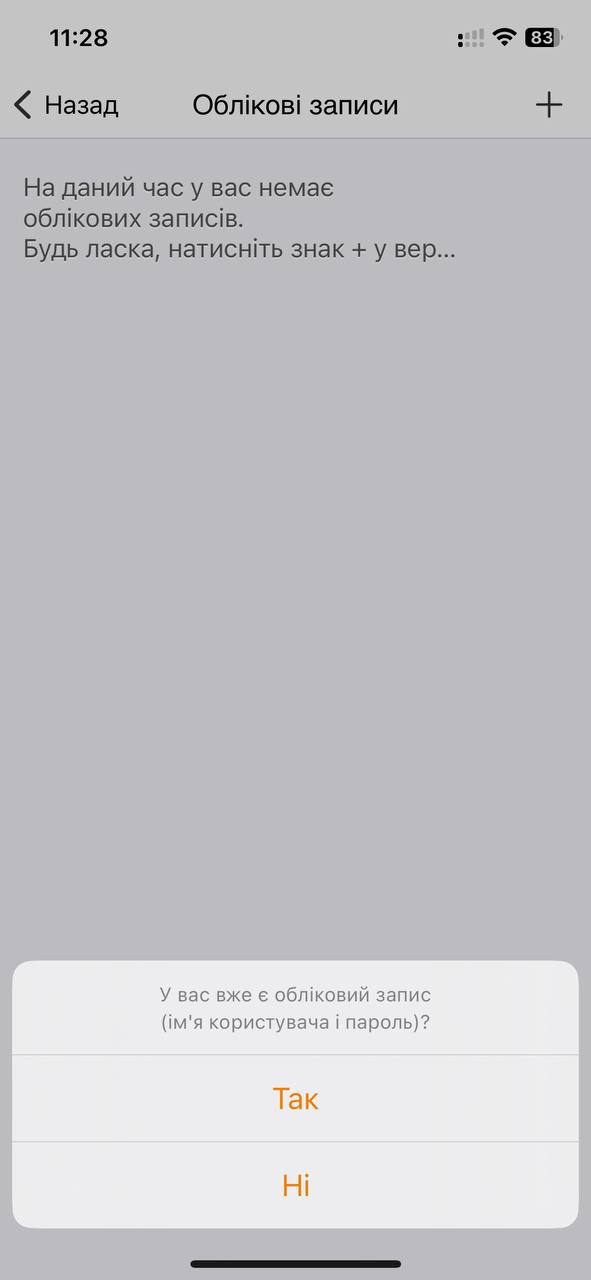 11:28
83
Назад
Облікові записи
+
На даний час у вас немає
облікових записів.
Будь ласка, натисніть знак + у вер...
У вас вже є обліковий запис
(ім'я користувача і пароль)?
Так
Ні